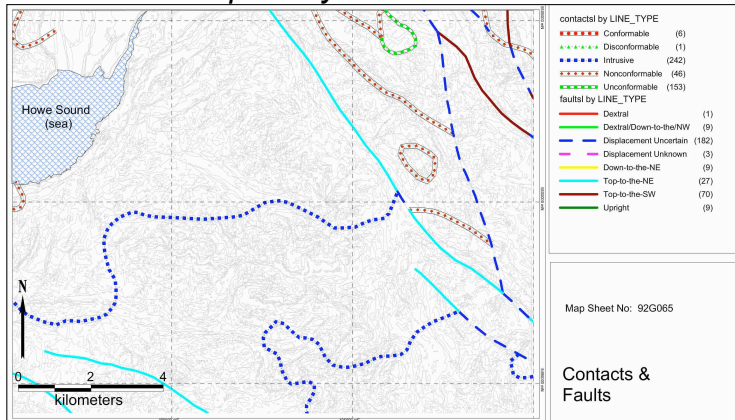 Howe Sound
(sea)
N
0 2 4
kilometers
contactsl by LINE_TYPE
Conformable (6)
Disconformable (1)
Intrusive (242)
Nonconformable (46)
Unconformable (153)
faultsl by LINE_TYPE
Dextral (1)
Dextral/Down-to-the/NW (9)
Displacement Uncertain (182)
Displacement Unknown (3)
Down-to-the-NE (9)
Top-to-the-NE (27)
Top-to-the-SW (70)
Upright (9)
Map Sheet No: 92G065
Contacts &
Faults